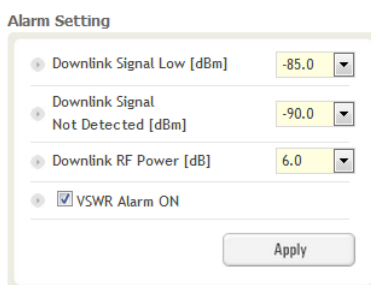 Alarm Setting
Downlink Signal Low [dBm] -85.0
Downlink Signal
Not Detected [dBm] -90.0
Downlink RF Power [dB] 6.0
VSWR Alarm ON
Apply